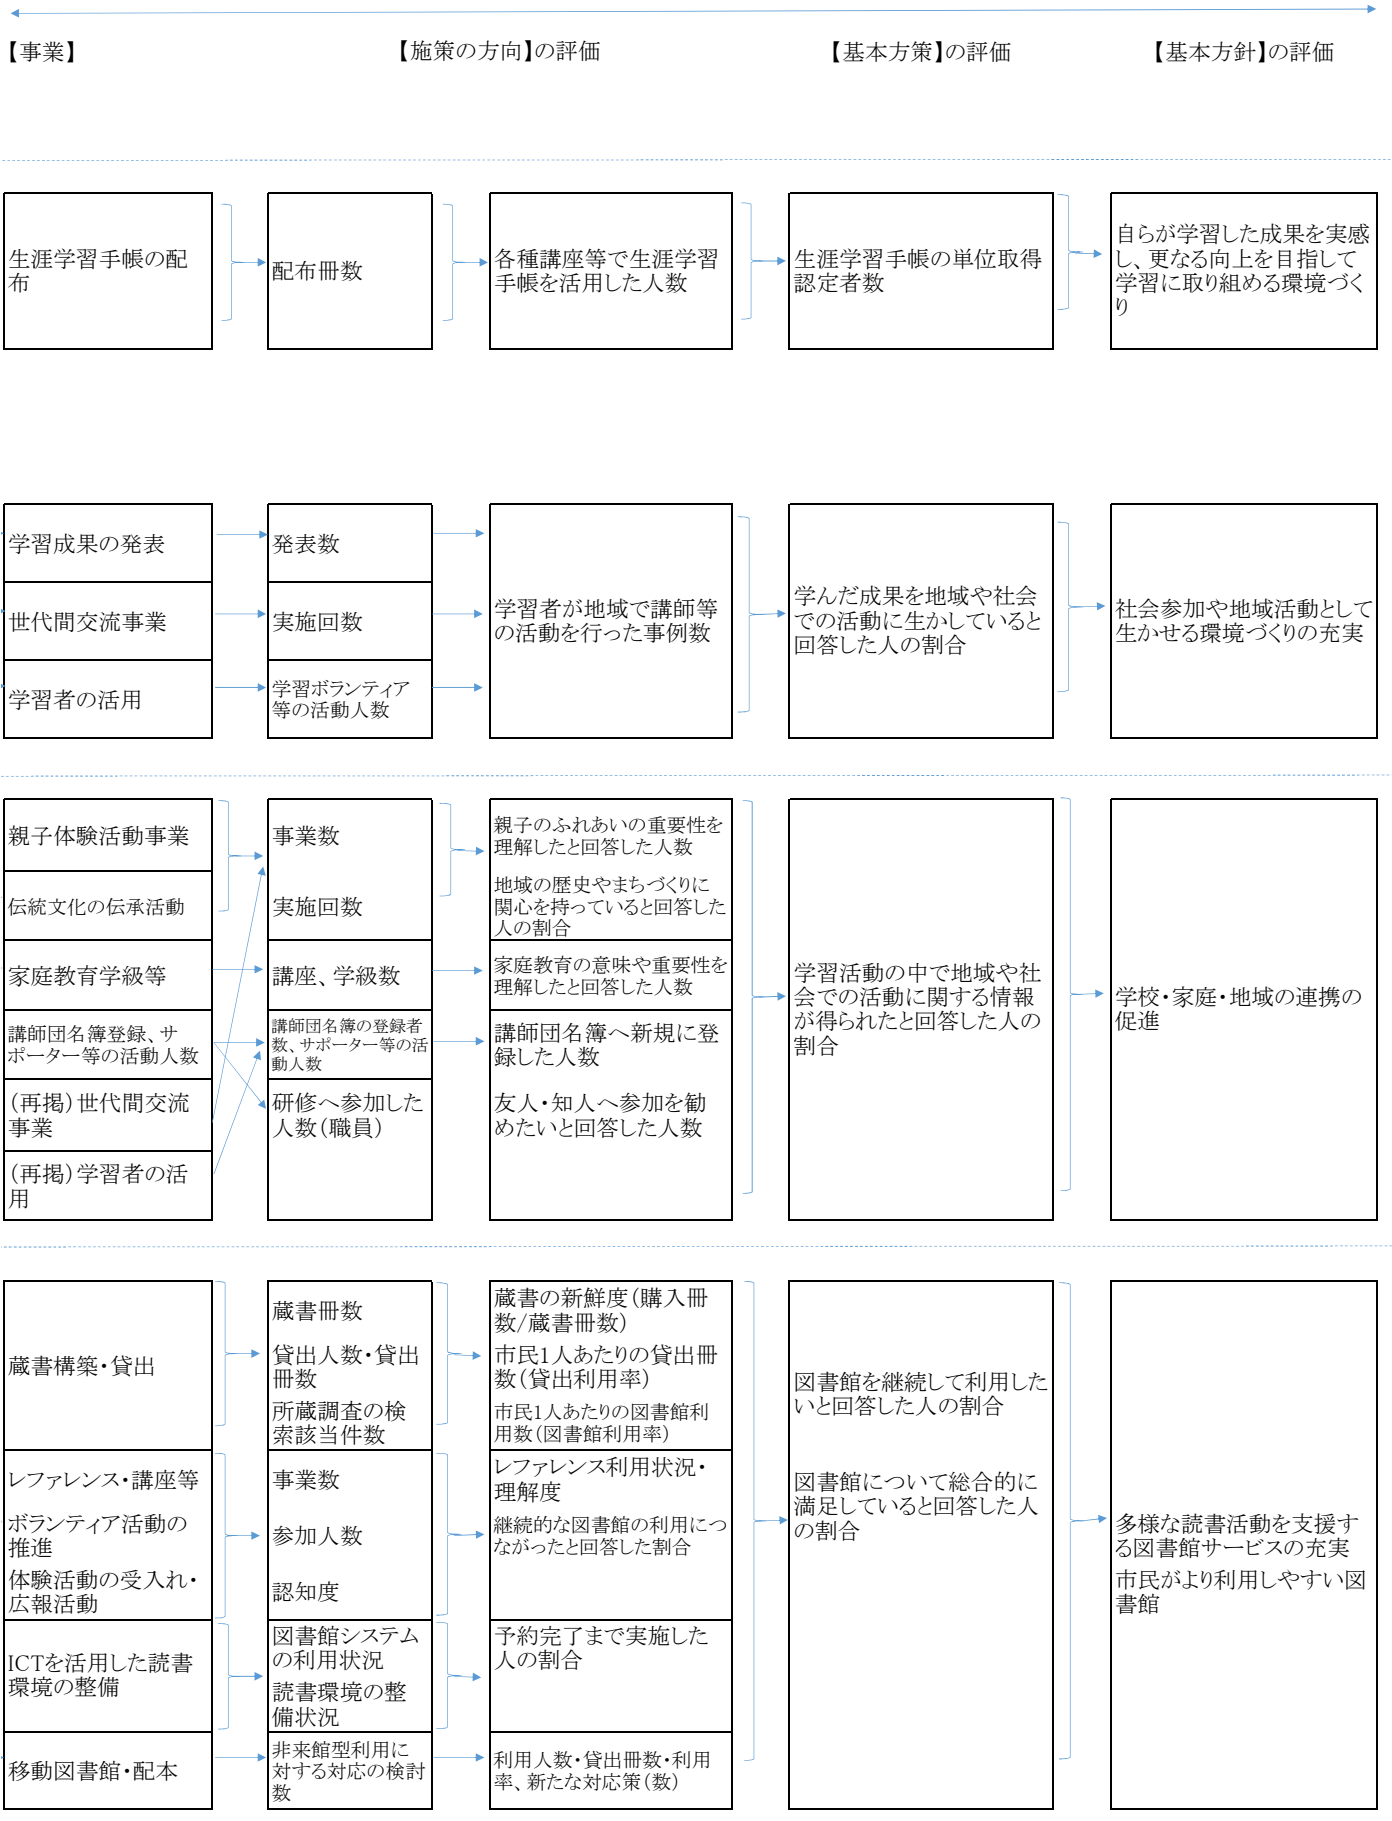 【事業】
【施策の方向】の評価
【基本方策】の評価
【基本方針】の評価
生涯学習手帳の配
布
配布冊数
各種講座等で生涯学習
手帳を活用した人数
生涯学習手帳の単位取得
認定者数
自らが学習した成果を実感
し、更なる向上を目指して
学習に取り組める環境づく
り
学習成果の発表
発表数
世代間交流事業
実施回数
学習者の活用
学習ボランティア
等の活動人数
学習者が地域で講師等
の活動を行った事例数
学んだ成果を地域や社会
での活動に生かしていると
回答した人の割合
社会参加や地域活動として
生かせる環境づくりの充実
親子体験活動事業
伝統文化の伝承活動
家庭教育学級等
講師団名簿登録、サ
ポーター等の活動人数
(再掲)世代間交流
事業
(再掲)学習者の活
用
事業数
実施回数
講座、学級数
講師団名簿の登録者
数、サポーター等の活
動人数
研修へ参加した
人数(職員)
親子のふれあいの重要性を
理解したと回答した人数
地域の歴史やまちづくりに
関心を持っていると回答した
人の割合
家庭教育の意味や重要性を
理解したと回答した人数
講師団名簿へ新規に登
録した人数
友人・知人へ参加を勧
めたいと回答した人数
学習活動の中で地域や社
会での活動に関する情報
が得られたと回答した人の
割合
学校・家庭・地域の連携の
促進
蔵書構築・貸出
レファレンス・講座等
ボランティア活動の
推進
体験活動の受入れ・
広報活動
ICTを活用した読書
環境の整備
移動図書館・配本
蔵書冊数
貸出人数・貸出
冊数
所蔵調査の検
索該当件数
事業数
参加人数
認知度
図書館システム
の利用状況
読書環境の整
備状況
非来館型利用に
対する対応の検討
数
蔵書の新鮮度(購入冊
数/蔵書冊数)
市民1人あたりの貸出冊
数(貸出利用率)
市民1人あたりの図書館利
用数(図書館利用率)
レファレンス利用状況・
理解度
継続的な図書館の利用につ
ながったと回答した割合
予約完了まで実施した
人の割合
利用人数・貸出冊数・利用
率、新たな対応策(数)
図書館を継続して利用した
いと回答した人の割合
図書館について総合的に
満足していると回答した人
の割合
多様な読書活動を支援す
る図書館サービスの充実
市民がより利用しやすい図
書館